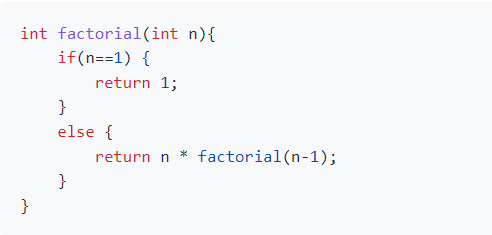 int factorial(int n){
    if(n==1) {
        return 1;
    }
    else {
        return n * factorial(n-1);
    }
}